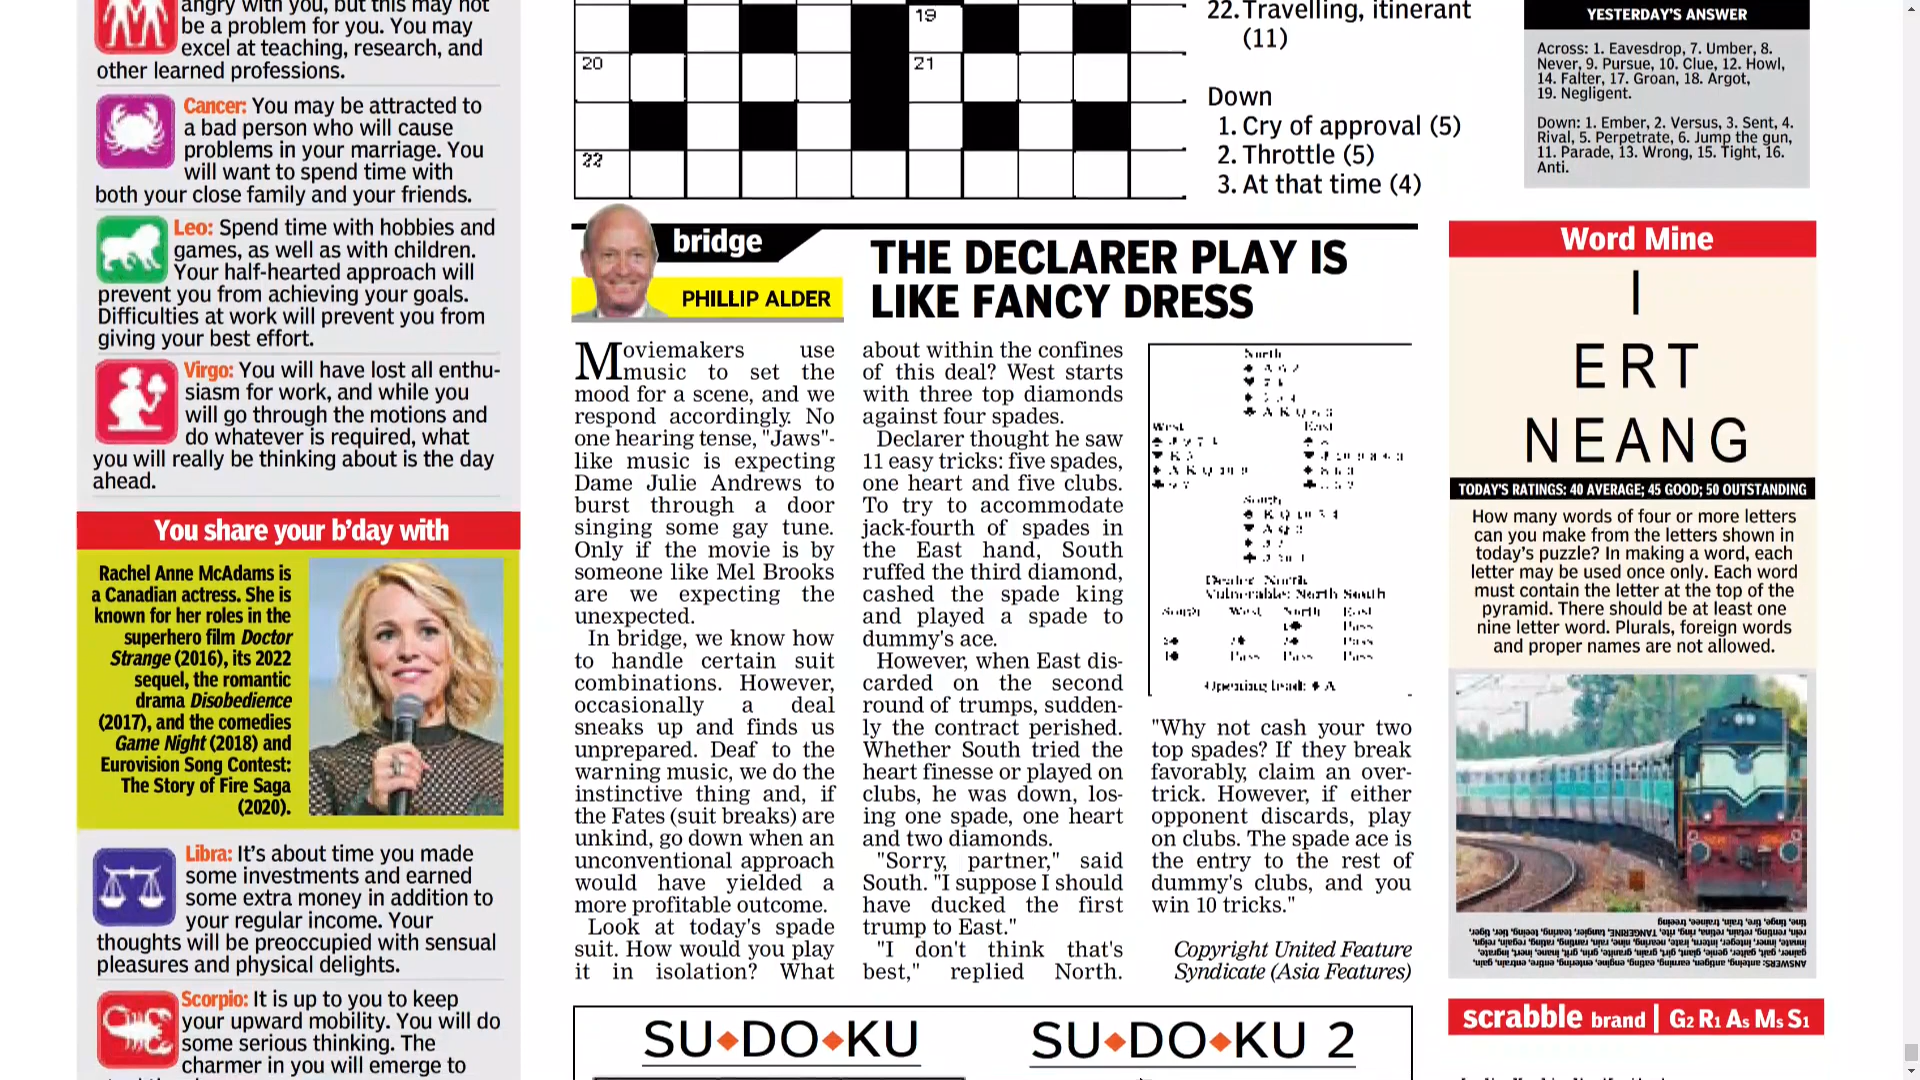 angry with you, but this may not
be a problem for you. You may
excel at teaching, research, and
other learned professions.
Cancer: You may be attracted to
a bad person who will cause
problems in your marriage. You
will want to spend time with
both your close family and your friends.
Leo: Spend time with hobbies and
games, as well as with children.
Your half-hearted approach will
prevent you from achieving your goals.
Difficulties at work will prevent you from
giving your best effort.
Virgo: You will have lost all enthu-
siasm for work, and while you
will go through the motions and
do whatever is required, what
you will really be thinking about is the day
ahead.
You share your b'day with
Rachel Anne McAdams is
a Canadian actress. She is
known for her roles in the
superhero film Doctor
Strange (2016), its 2022
sequel, the romantic
drama Disobedience
(2017), and the comedies
Game Night (2018) and
Eurovision Song Contest:
The Story of Fire Saga
(2020).
Libra: It's about time you made
some investments and earned
some extra money in addition to
your regular income. Your
thoughts will be preoccupied with sensual
pleasures and physical delights.
Scorpio: It is up to you to keep
your upward mobility. You will do
some serious thinking. The
charmer in you will emerge to
19
20
21
22
22. Travelling, itinerant
(11)
Down
1. Cry of approval (5)
2. Throttle (5)
3. At that time (4)
YESTERDAY'S ANSWER
Across: 1. Eavesdrop, 7. Umber, 8.
Never, 9. Pursue, 10. Clue, 12. Howl,
14. Falter, 17. Groan, 18. Argot,
19. Negligent.
Down: 1. Ember, 2. Versus, 3. Sent, 4.
Rival, 5. Perpetrate, 6. Jump the gun,
11. Parade, 13. Wrong, 15. Tight, 16.
Anti.
bridge
PHILLIP ALDER
THE DECLARER PLAY IS
LIKE FANCY DRESS
Moviemakers use
music to set the
mood for a scene, and we
respond accordingly. No
one hearing tense, "Jaws"-
like music is expecting
Dame Julie Andrews to
burst through a door
singing some gay tune.
Only if the movie is by
someone like Mel Brooks
are we expecting the
unexpected.
In bridge, we know how
to handle certain suit
combinations. However,
occasionally a deal
sneaks up and finds us
unprepared. Deaf to the
warning music, we do the
instinctive thing and, if
the Fates (suit breaks) are
unkind, go down when an
unconventional approach
would have yielded a
more profitable outcome.
Look at today's spade
suit. How would you play
it in isolation? What
about within the confines
of this deal? West starts
with three top diamonds
against four spades.
Declarer thought he saw
11 easy tricks: five spades,
one heart and five clubs.
To try to accommodate
jack-fourth of spades in
the East hand, South
ruffed the third diamond,
cashed the spade king
and played a spade to
dummy's ace.
However, when East dis-
carded on the second
round of trumps, sudden-
ly the contract perished.
Whether South tried the
heart finesse or played on
clubs, he was down, los-
ing one spade, one heart
and two diamonds.
"Sorry, partner," said
South. "I suppose I should
have ducked the first
trump to East."
"I don't think that's
best," replied North.
North
West
East
South
Dealer: North
Vulnerable: North-South
South West North East
Pass
Pass
Pass Pass Pass
Opening lead: ♦ A
"Why not cash your two
top spades? If they break
favorably, claim an over-
trick. However, if either
opponent discards, play
on clubs. The spade ace is
the entry to the rest of
dummy's clubs, and you
win 10 tricks."
Copyright United Feature
Syndicate (Asia Features)
Word Mine
I
ERT
NEANG
TODAY'S RATINGS: 40 AVERAGE; 45 GOOD; 50 OUTSTANDING
How many words of four or more letters
can you make from the letters shown in
today's puzzle? In making a word, each
letter may be used once only. Each word
must contain the letter at the top of the
pyramid. There should be at least one
nine letter word. Plurals, foreign words
and proper names are not allowed.
SU DO KU
SU DO KU 2
scrabble brand | G2 R1 A5 M5 S1